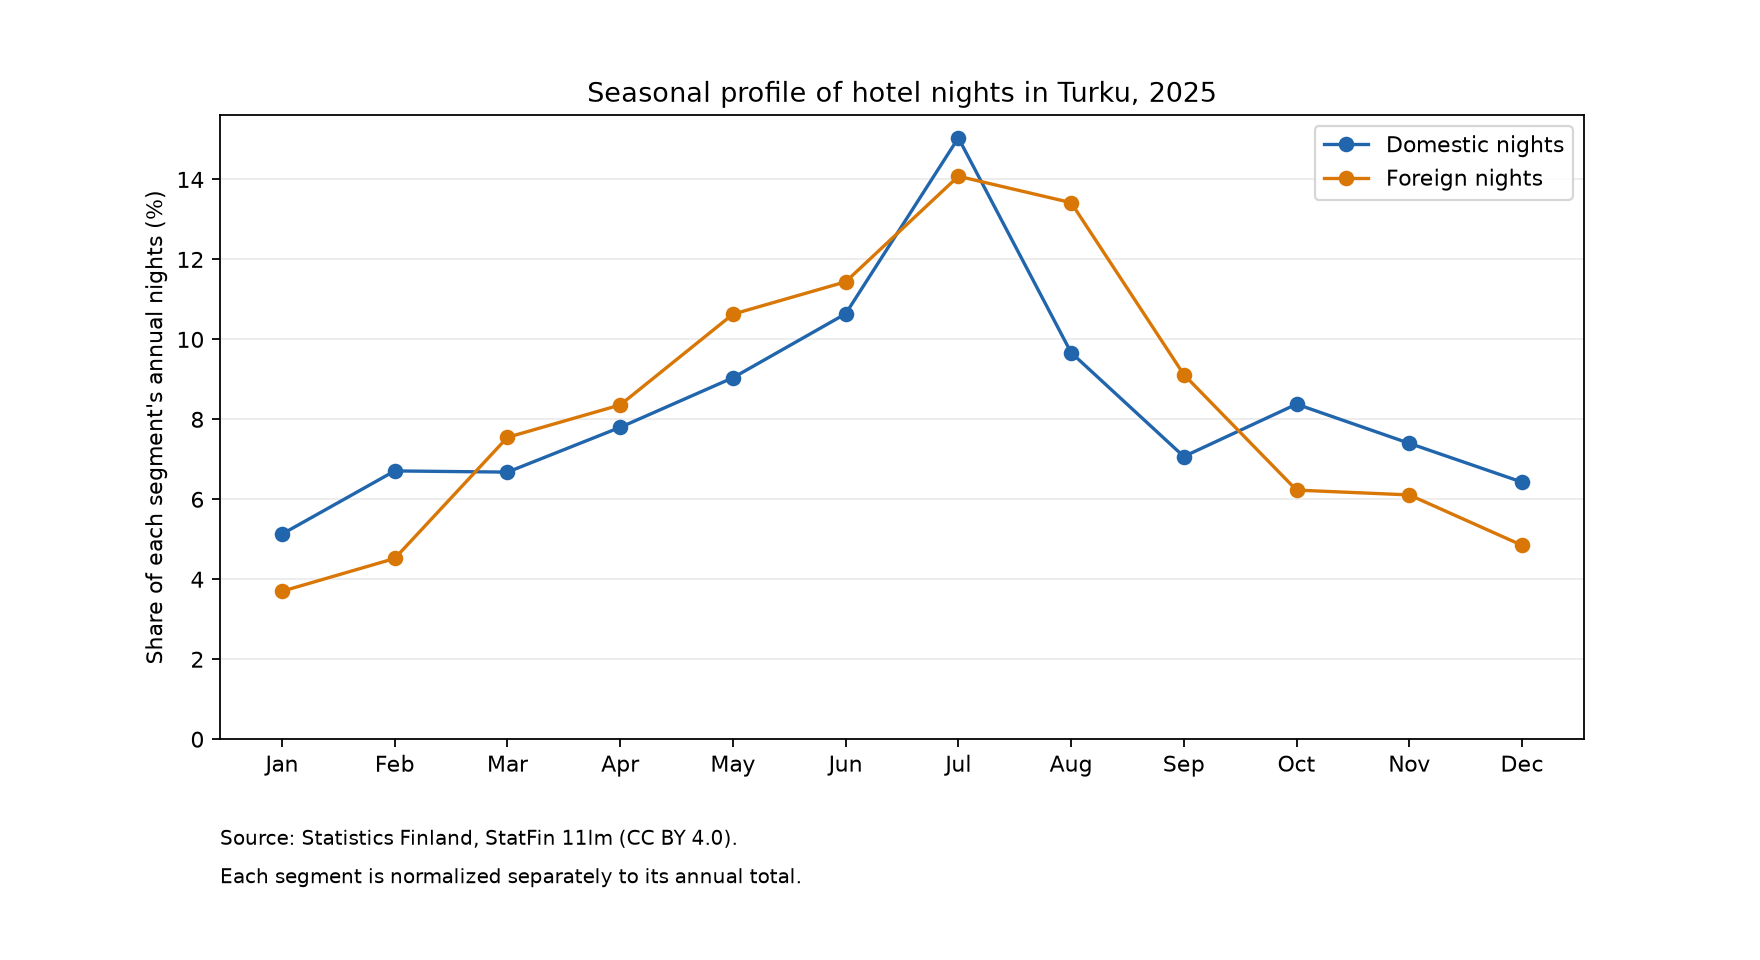 Seasonal profile of hotel nights in Turku, 2025
Domestic nights
Foreign nights
Share of each segment's annual nights (%)
14
12
10
8
6
4
2
0
Jan Feb Mar Apr May Jun Jul Aug Sep Oct Nov Dec
Source: Statistics Finland, StatFin 11lm (CC BY 4.0).
Each segment is normalized separately to its annual total.